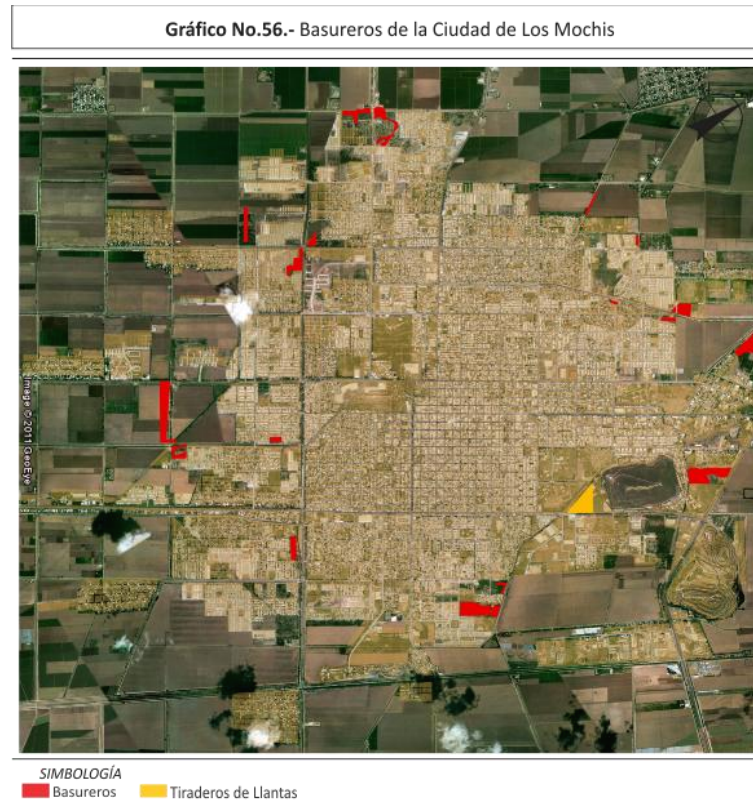 Gráfico No.56.- Basureros de la Ciudad de Los Mochis
Image © 2011 GeoEye
SIMBOLOGÍA
Basureros
Tiraderos de Llantas